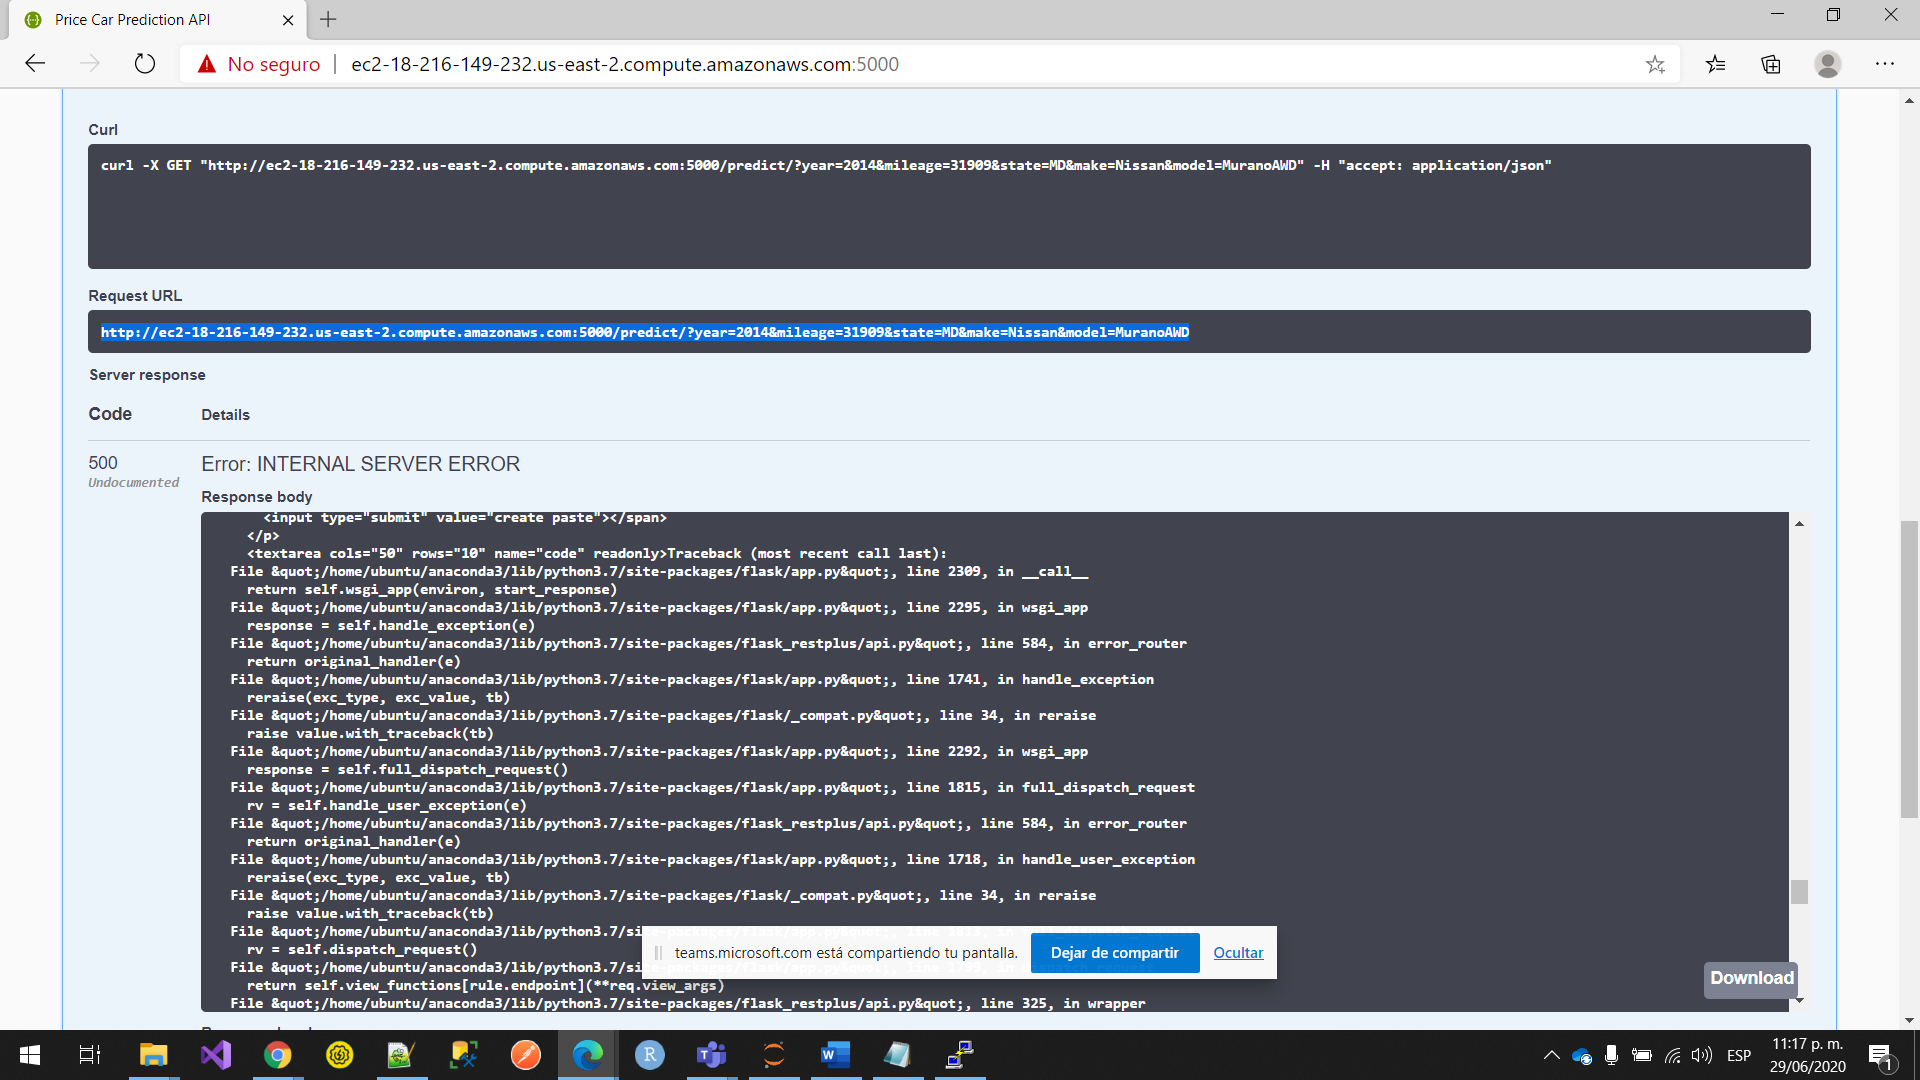 Price Car Prediction API
No seguro | ec2-18-216-149-232.us-east-2.compute.amazonaws.com:5000
Curl
curl -X GET "http://ec2-18-216-149-232.us-east-2.compute.amazonaws.com:5000/predict/?year=2014&mileage=31909&state=MD&make=Nissan&model=MuranoAWD" -H "accept: application/json"
Request URL
http://ec2-18-216-149-232.us-east-2.compute.amazonaws.com:5000/predict/?year=2014&mileage=31909&state=MD&make=Nissan&model=MuranoAWD
Server response
Code Details
500 Error: INTERNAL SERVER ERROR
Undocumented
Response body
<input type="submit" value="create paste"></span>
</p>
<textarea cols="50" rows="10" name="code" readonly>Traceback (most recent call last):
File &quot;/home/ubuntu/anaconda3/lib/python3.7/site-packages/flask/app.py&quot;, line 2309, in __call__
return self.wsgi_app(environ, start_response)
File &quot;/home/ubuntu/anaconda3/lib/python3.7/site-packages/flask/app.py&quot;, line 2295, in wsgi_app
response = self.handle_exception(e)
File &quot;/home/ubuntu/anaconda3/lib/python3.7/site-packages/flask_restplus/api.py&quot;, line 584, in error_router
return original_handler(e)
File &quot;/home/ubuntu/anaconda3/lib/python3.7/site-packages/flask/app.py&quot;, line 1741, in handle_exception
reraise(exc_type, exc_value, tb)
File &quot;/home/ubuntu/anaconda3/lib/python3.7/site-packages/flask/_compat.py&quot;, line 34, in reraise
raise value.with_traceback(tb)
File &quot;/home/ubuntu/anaconda3/lib/python3.7/site-packages/flask/app.py&quot;, line 2292, in wsgi_app
response = self.full_dispatch_request()
File &quot;/home/ubuntu/anaconda3/lib/python3.7/site-packages/flask/app.py&quot;, line 1815, in full_dispatch_request
rv = self.handle_user_exception(e)
File &quot;/home/ubuntu/anaconda3/lib/python3.7/site-packages/flask_restplus/api.py&quot;, line 584, in error_router
return original_handler(e)
File &quot;/home/ubuntu/anaconda3/lib/python3.7/site-packages/flask/app.py&quot;, line 1718, in handle_user_exception
reraise(exc_type, exc_value, tb)
File &quot;/home/ubuntu/anaconda3/lib/python3.7/site-packages/flask/_compat.py&quot;, line 34, in reraise
raise value.with_traceback(tb)
File &quot;/home/ubuntu/anaconda3/lib/python3.7/
rv = self.dispatch_request()
File &quot;/home/ubuntu/anaconda3/lib/python3.7/
return self.view_functions[rule.endpoint](**req.view_args)
File &quot;/home/ubuntu/anaconda3/lib/python3.7/site-packages/flask_restplus/api.py&quot;, line 325, in wrapper
teams.microsoft.com está compartiendo tu pantalla. Dejar de compartir Ocultar
Download
ESP
11:17 p. m.
29/06/2020
1